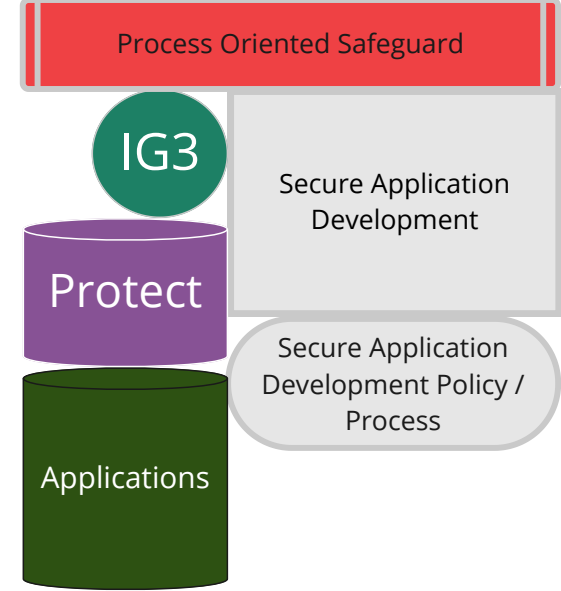 Process Oriented Safeguard
IG3
Secure Application
Development
Protect
Secure Application
Development Policy /
Process
Applications